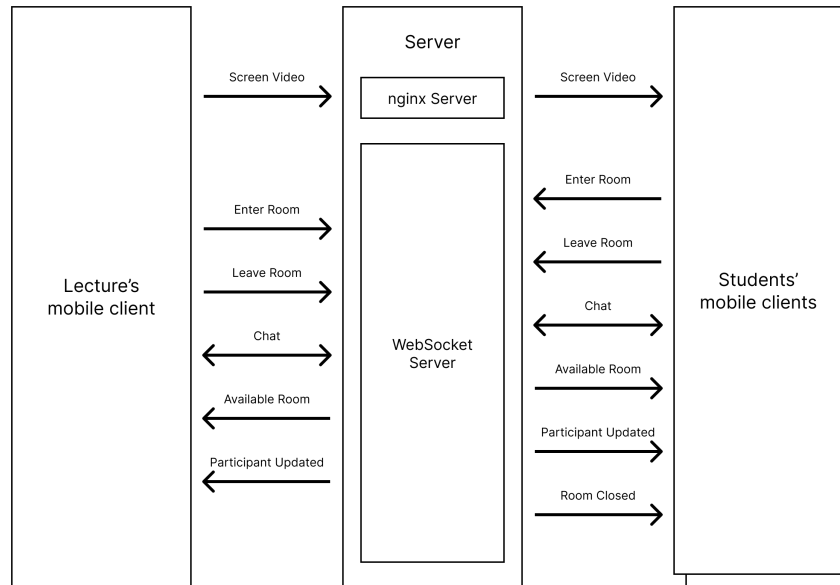 Server
nginx Server
Screen Video
Screen Video
Enter Room
Leave Room
Chat
Available Room
Participant Updated
Lecture's
mobile client
WebSocket
Server
Enter Room
Leave Room
Chat
Available Room
Participant Updated
Room Closed
Students'
mobile clients